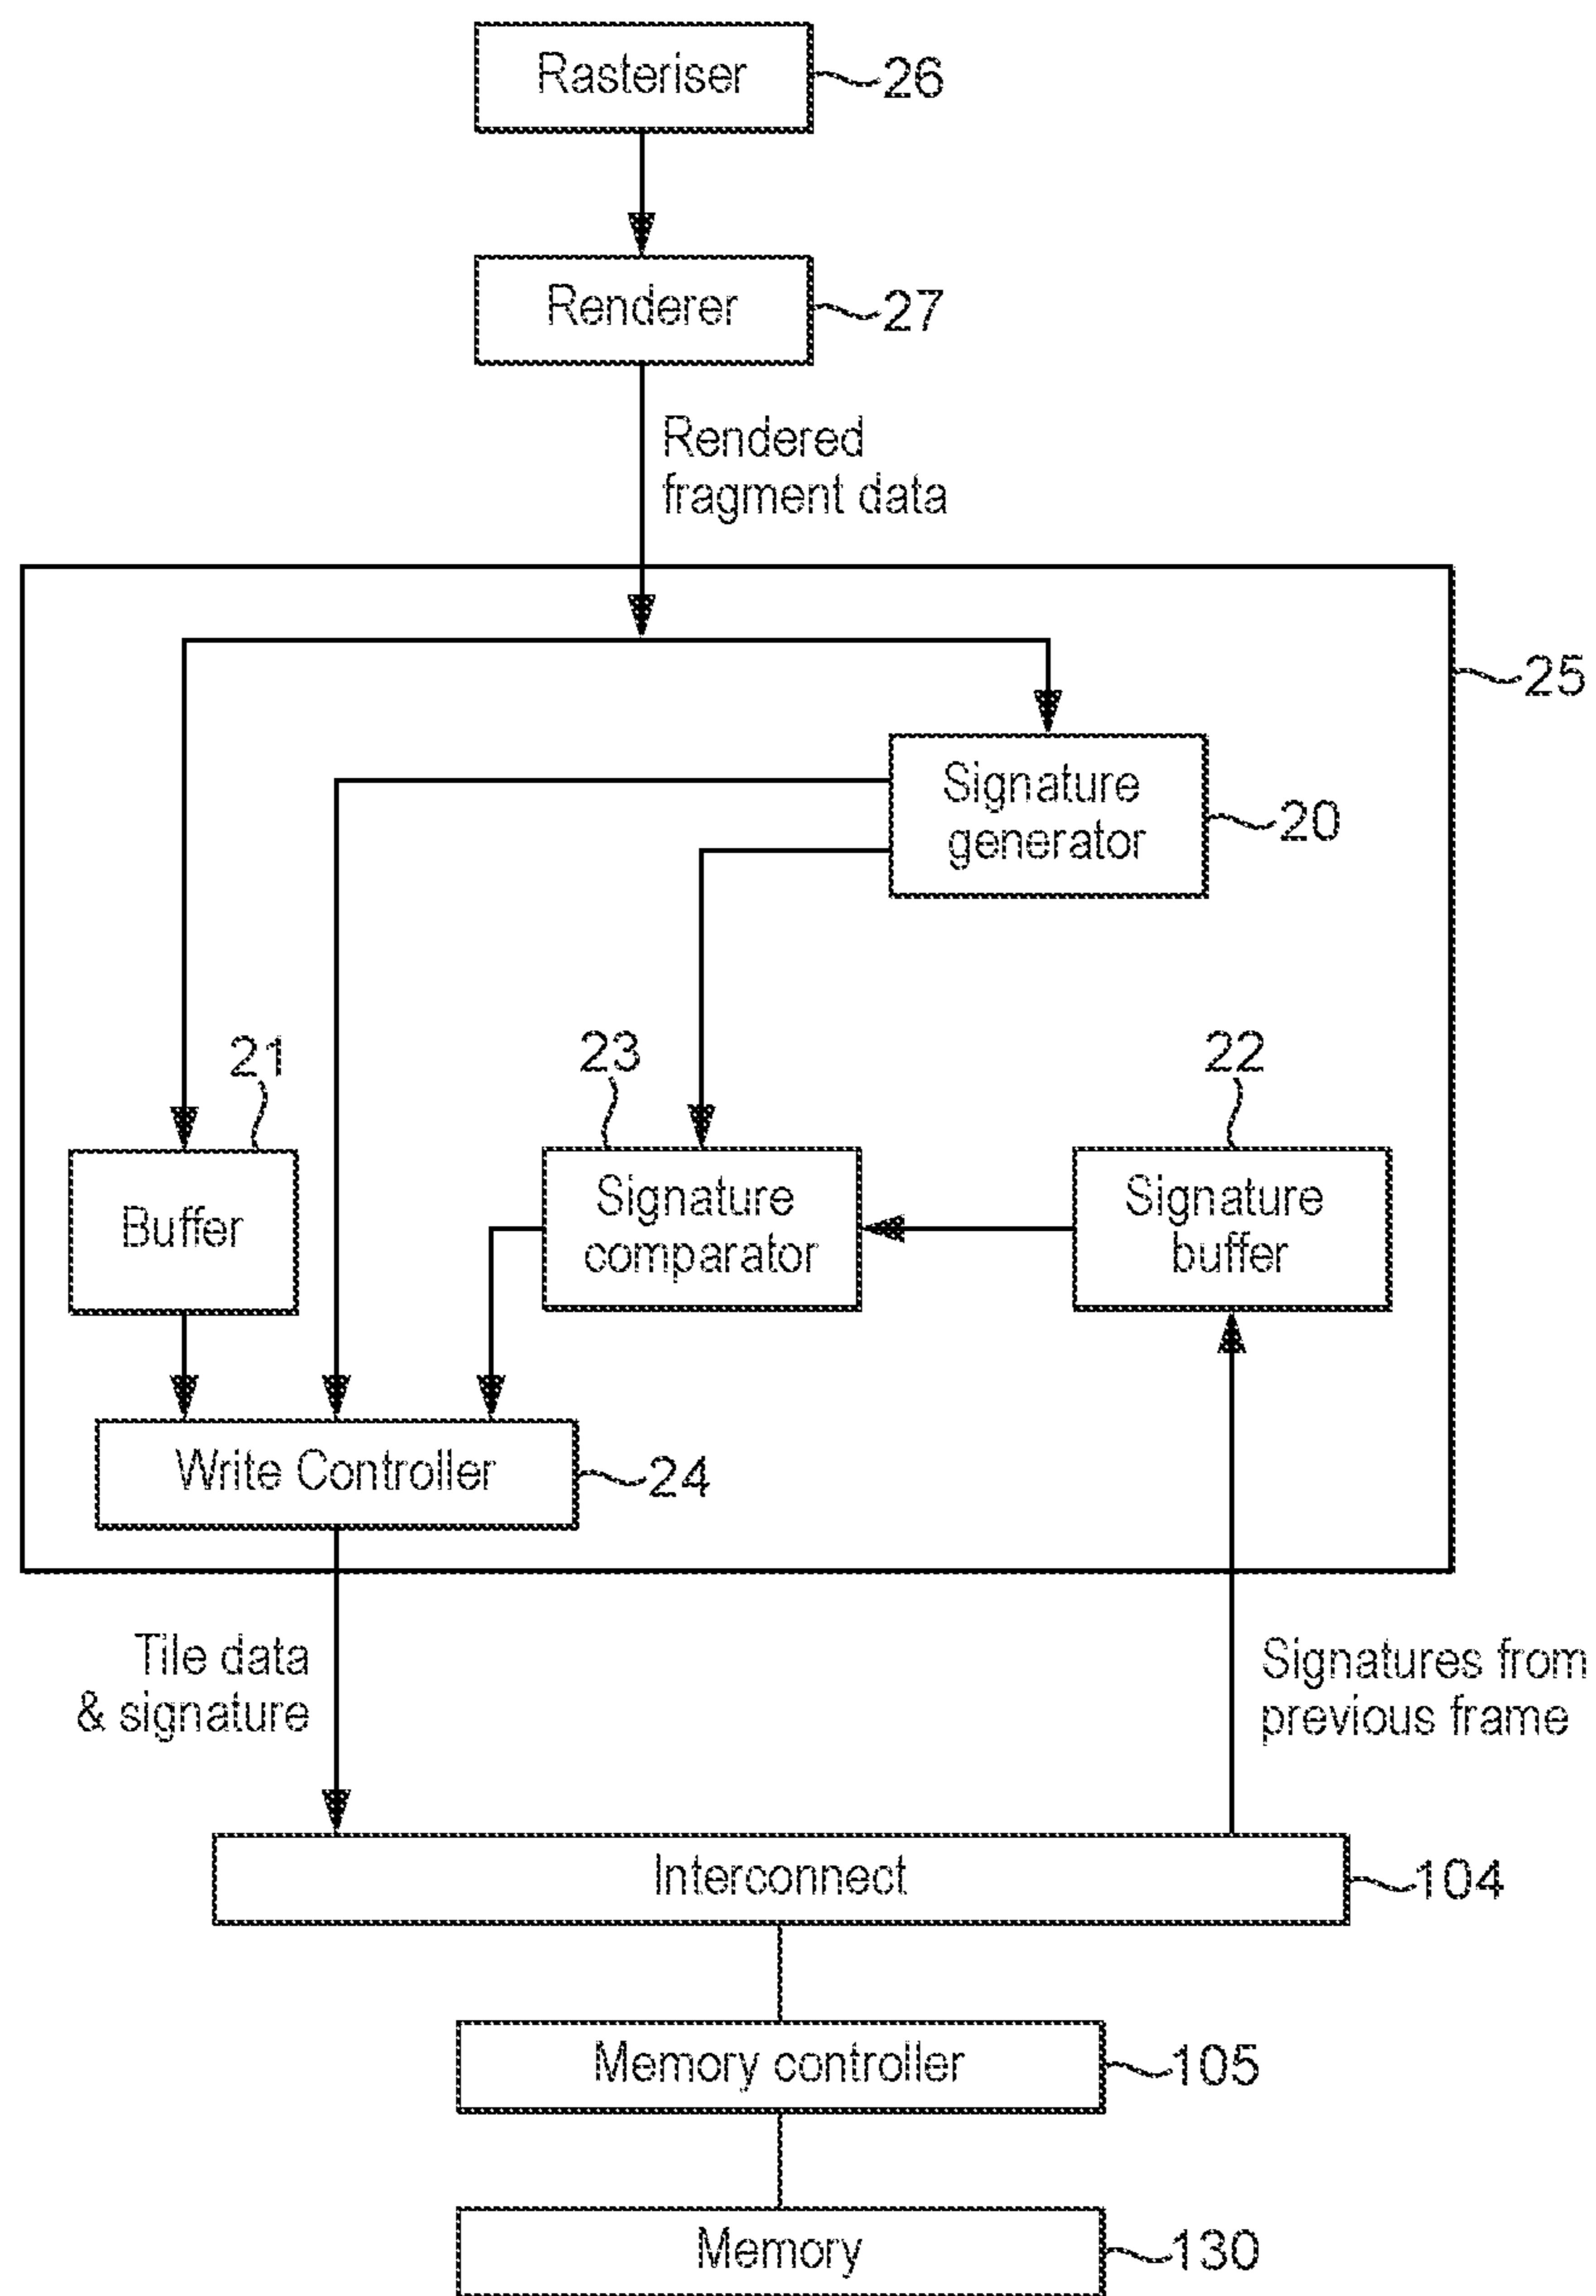 Rasteriser
26
Renderer
27
Rendered
fragment data
25
Signature
generator
20
21
23
22
Buffer
Signature
comparator
Signature
buffer
Write Controller
24
Tile data
& signature
Signatures from
previous frame
Interconnect
104
Memory controller
105
Memory
130